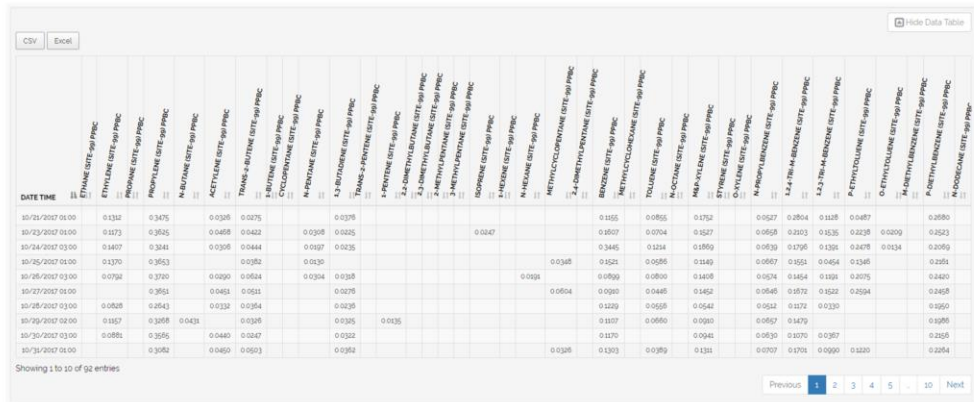 Hide Data Table
CSV Excel
DATE TIME ETHANE (SITE-99) PPBC ETHYLENE (SITE-99) PPBC PROPANE (SITE-99) PPBC PROPYLENE (SITE-99) PPBC N-BUTANE (SITE-99) PPBC ACETYLENE (SITE-99) PPBC TRANS-2-BUTENE (SITE-99) PPBC 1-BUTENE (SITE-99) PPBC CYCLOPENTANE (SITE-99) PPBC N-PENTANE (SITE-99) PPBC 1,3-BUTADIENE (SITE-99) PPBC TRANS-2-PENTENE (SITE-99) PPBC 1-PENTENE (SITE-99) PPBC 2,2-DIMETHYLBUTANE (SITE-99) PPBC 2,3-DIMETHYLBUTANE (SITE-99) PPBC 2-METHYLPENTANE (SITE-99) PPBC 3-METHYLPENTANE (SITE-99) PPBC ISOPRENE (SITE-99) PPBC 1-HEXENE (SITE-99) PPBC N-HEXANE (SITE-99) PPBC METHYLCYCLOPENTANE (SITE-99) PPBC 2,4-DIMETHYLPENTANE (SITE-99) PPBC BENZENE (SITE-99) PPBC METHYLCYCLOHEXANE (SITE-99) PPBC TOLUENE (SITE-99) PPBC N-OCTANE (SITE-99) PPBC M&P-XYLENE (SITE-99) PPBC STYRENE (SITE-99) PPBC O-XYLENE (SITE-99) PPBC N-PROPYLBENZENE (SITE-99) PPBC 1,2,4-TRI-M-BENZENE (SITE-99) PPBC 1,2,3-TRI-M-BENZENE (SITE-99) PPBC P-ETHYLTOLUENE (SITE-99) PPBC O-ETHYLTOLUENE (SITE-99) PPBC M-DIETHYLBENZENE (SITE-99) PPBC P-DIETHYLBENZENE (SITE-99) PPBC N-DODECANE (SITE-99) PPBC
10/21/2017 01:00 0.1312 0.3475 0.0326 0.0275 0.0376 0.1155 0.0855 0.1752 0.0527 0.2804 0.1128 0.0487 0.2680
10/23/2017 01:00 0.1173 0.3625 0.0468 0.0422 0.0308 0.0225 0.0247 0.1607 0.0704 0.1527 0.0658 0.2103 0.1535 0.2238 0.0209 0.2523
10/24/2017 03:00 0.1407 0.3241 0.0308 0.0444 0.0197 0.0235 0.3445 0.1214 0.1869 0.0639 0.1796 0.1391 0.2478 0.0134 0.2069
10/25/2017 01:00 0.1370 0.3653 0.0382 0.0130 0.0348 0.1521 0.0586 0.1149 0.0667 0.1551 0.0454 0.1346 0.2161
10/26/2017 03:00 0.0792 0.3720 0.0290 0.0624 0.0304 0.0318 0.0191 0.0899 0.0800 0.1408 0.0574 0.1454 0.1191 0.2075 0.2420
10/27/2017 01:00 0.3651 0.0451 0.0511 0.0276 0.0604 0.0910 0.0446 0.1452 0.0646 0.1672 0.1522 0.2594 0.2458
10/28/2017 03:00 0.0828 0.2643 0.0332 0.0364 0.0236 0.1229 0.0556 0.0542 0.0512 0.1172 0.0330 0.1950
10/29/2017 02:00 0.1157 0.3268 0.0431 0.0326 0.0325 0.0135 0.1107 0.0660 0.0910 0.0657 0.1479 0.1986
10/30/2017 03:00 0.0881 0.3565 0.0440 0.0247 0.0322 0.1170 0.0941 0.0630 0.1070 0.0367 0.2156
10/31/2017 01:00 0.3082 0.0450 0.0503 0.0362 0.0326 0.1303 0.0389 0.1311 0.0707 0.1701 0.0990 0.1220 0.2264
Showing 1 to 10 of 92 entries
Previous 1 2 3 4 5 … 10 Next